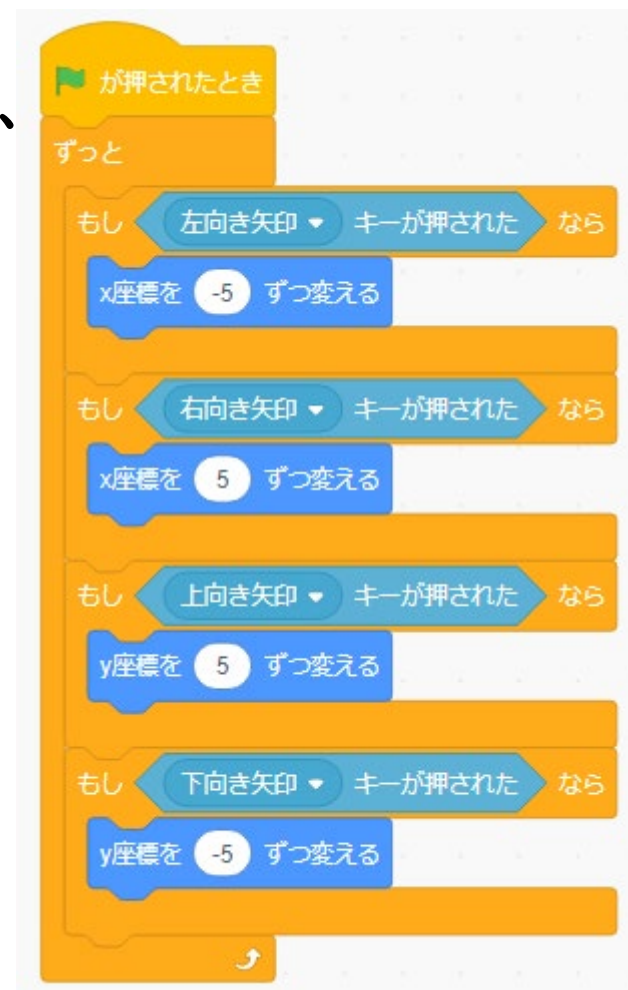 が押されたとき
、
ずっと
もし 左向き矢印 キーが押された なら
x座標を -5 ずつ変える
もし 右向き矢印 キーが押された なら
x座標を 5 ずつ変える
もし 上向き矢印 キーが押された なら
y座標を 5 ずつ変える
もし 下向き矢印 キーが押された なら
y座標を -5 ずつ変える